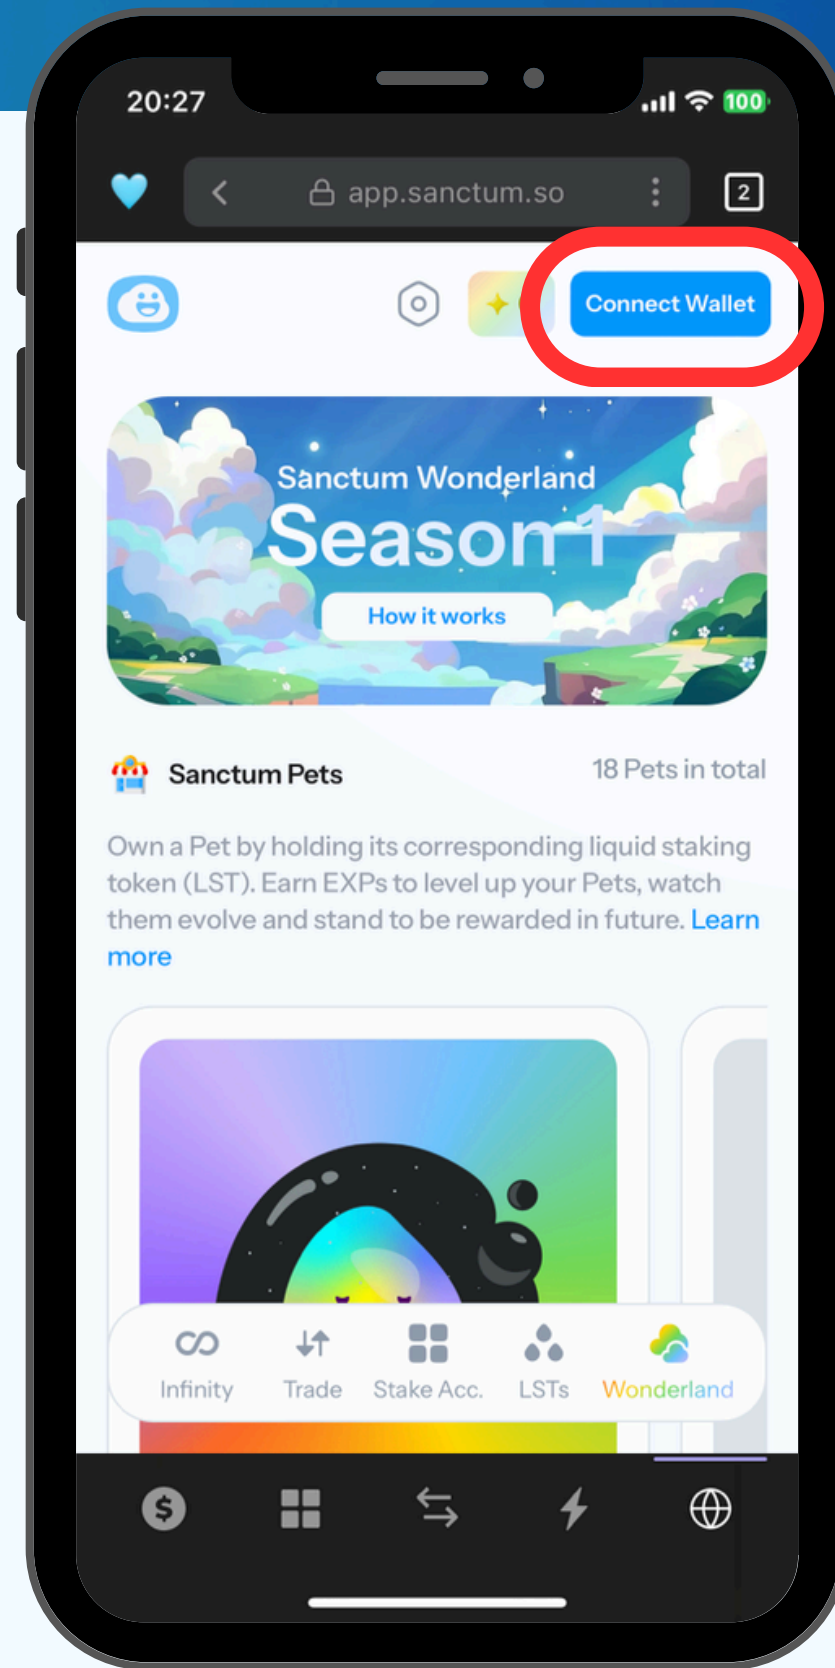 20:27
100
app.sanctum.so
2
Connect Wallet
Sanctum Wonderland
Season 1
How it works
Sanctum Pets
18 Pets in total
Own a Pet by holding its corresponding liquid staking
token (LST). Earn EXPs to level up your Pets, watch
them evolve and stand to be rewarded in future. Learn
more
Infinity
Trade
Stake Acc.
LSTs
Wonderland